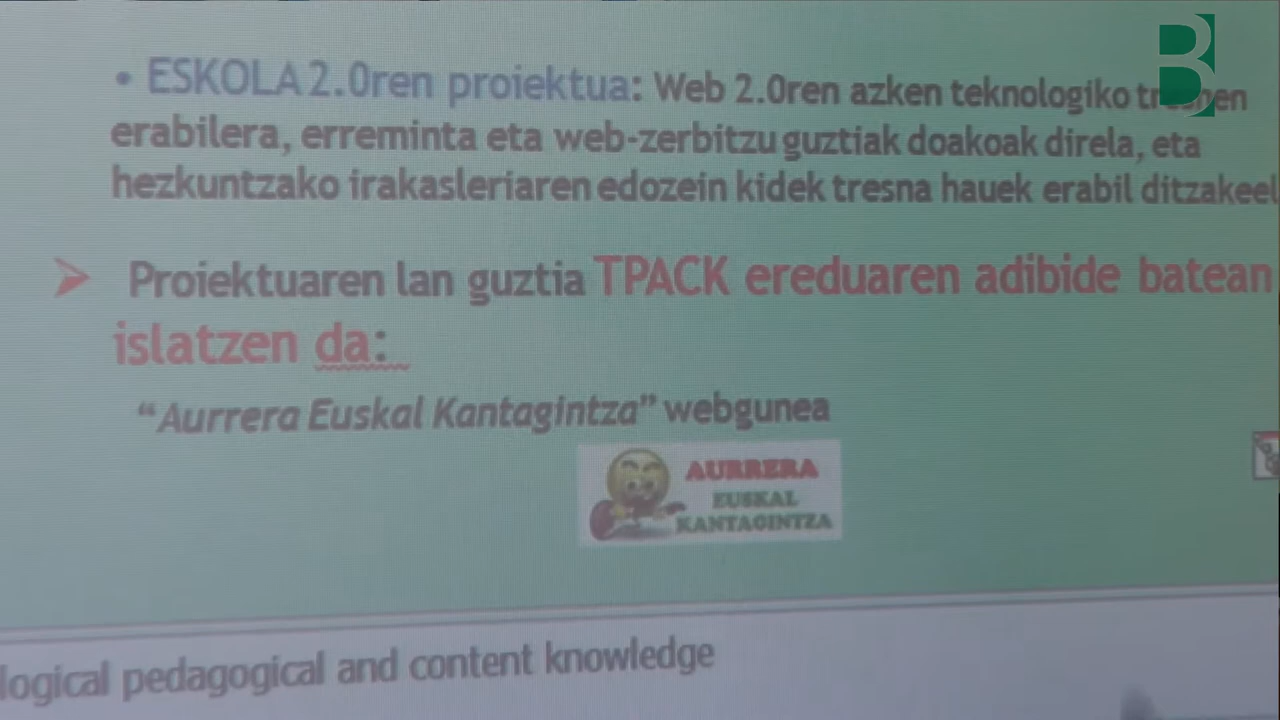 • ESKOLA 2.0ren proiektua: Web 2.0ren azken teknologiko
erabilera, erreminta eta web-zerbitzu guztiak doakoak direla, eta
hezkuntzako irakasleriaren edozein kidek tresna hauek erabil
➤ Proiektuaren lan guztia TPACK ereduaren adibide batean
islatzen da:
“Aurrera Euskal Kantagintza” webgunea
AURRERA
EUSKAL
KANTAGINTZA
pedagogical and content knowledge
B